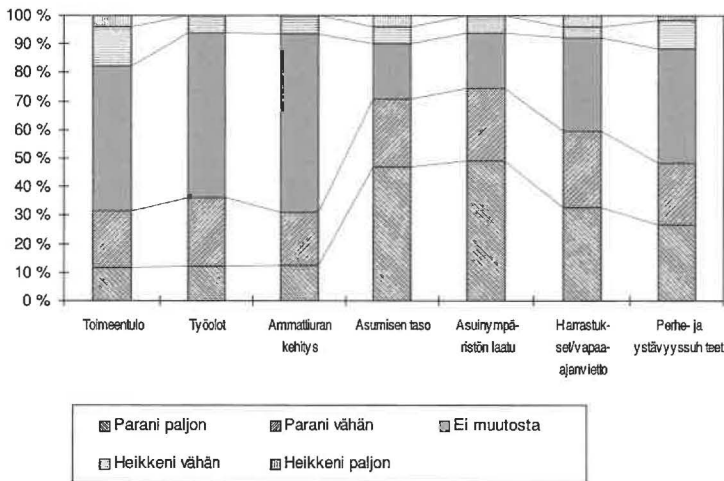 100 %
90 %
80 %
70 %
60 %
50 %
40 %
30 %
20 %
10 %
0 %
Toimeentulo
Työolot
Ammattiuran
kehitys
Asumisen taso
Asuinympä-
ristön laatu
Harrastuk-
set/vapaa-
ajanvietto
Perhe- ja
ystävyyssuhteet
Parani paljon
Parani vähän
Ei muutosta
Heikkeni vähän
Heikkeni paljon